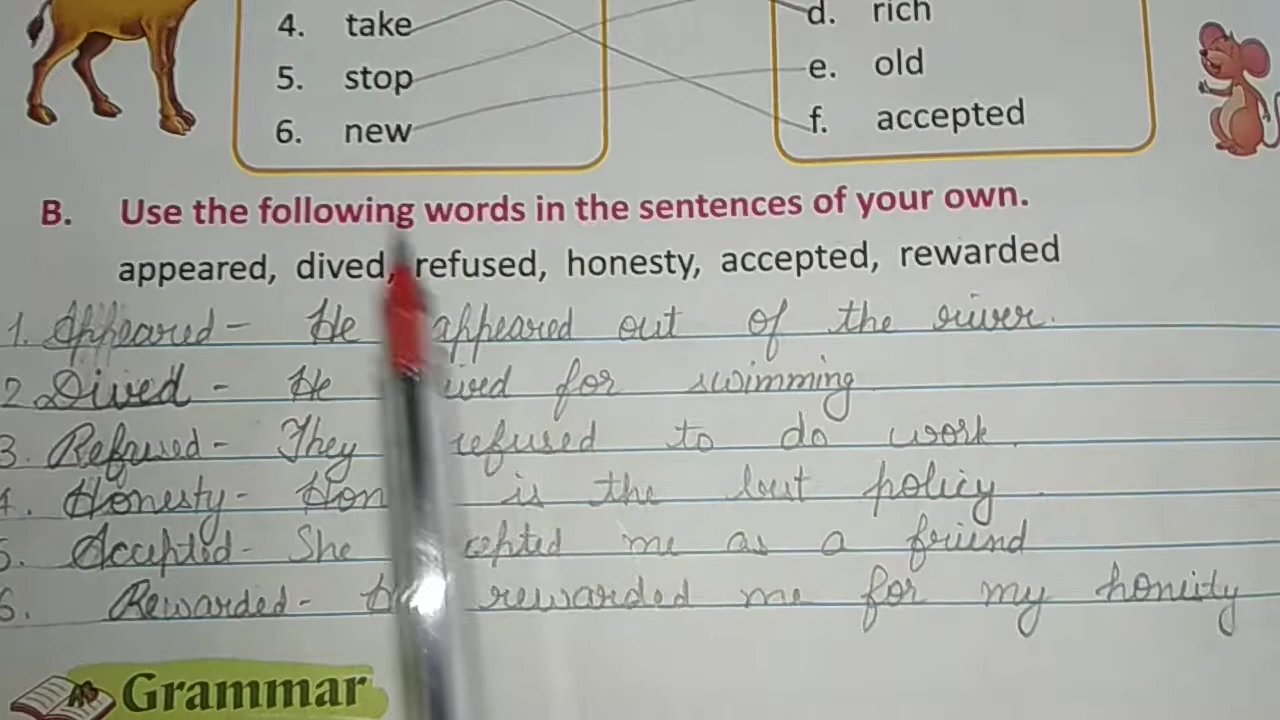 4. take d. rich
5. stop e. old
6. new f. accepted
B. Use the following words in the sentences of your own.
appeared, dived, refused, honesty, accepted, rewarded
1. Appeared - He appeared out of the river.
2 Dived - He for swimming
3. Refused - They refused to do work.
4. Honesty - is the best policy.
5. Accepted - She me as a friend
6. Rewarded - rewarded me for my honesty
Grammar